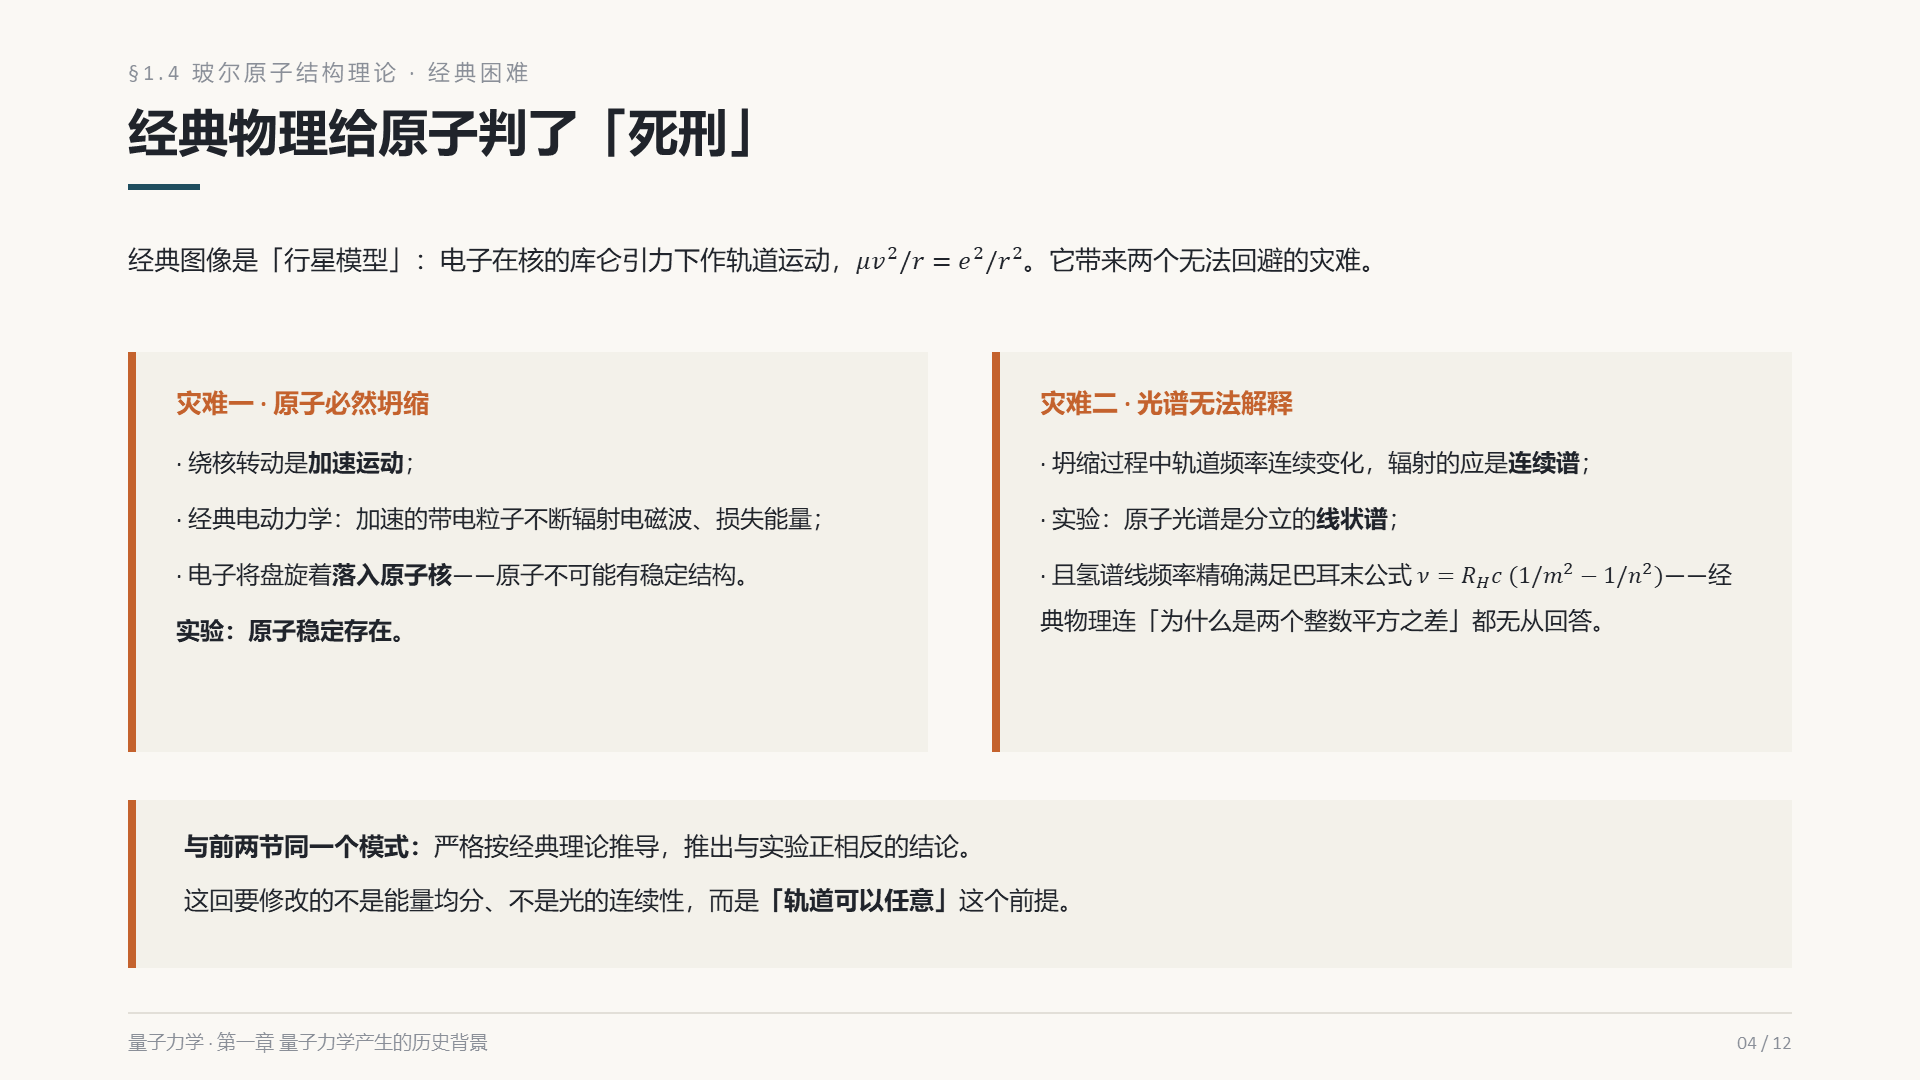 §1.4 玻尔原子结构理论 · 经典困难
经典物理给原子判了「死刑」
经典图像是「行星模型」：电子在核的库仑引力下作轨道运动，μv²/r = e²/r²。它带来两个无法回避的灾难。
灾难一 · 原子必然坍缩
· 绕核转动是加速运动；
· 经典电动力学：加速的带电粒子不断辐射电磁波、损失能量；
· 电子将盘旋着落入原子核——原子不可能有稳定结构。
实验：原子稳定存在。
灾难二 · 光谱无法解释
· 坍缩过程中轨道频率连续变化，辐射的应是连续谱；
· 实验：原子光谱是分立的线状谱；
· 且氢谱线频率精确满足巴耳末公式 ν = R_H c (1/m² − 1/n²)——经
典物理连「为什么是两个整数平方之差」都无从回答。
与前两节同一个模式：严格按经典理论推导，推出与实验正相反的结论。
这回要修改的不是能量均分、不是光的连续性，而是「轨道可以任意」这个前提。
量子力学 · 第一章 量子力学产生的历史背景
04 / 12